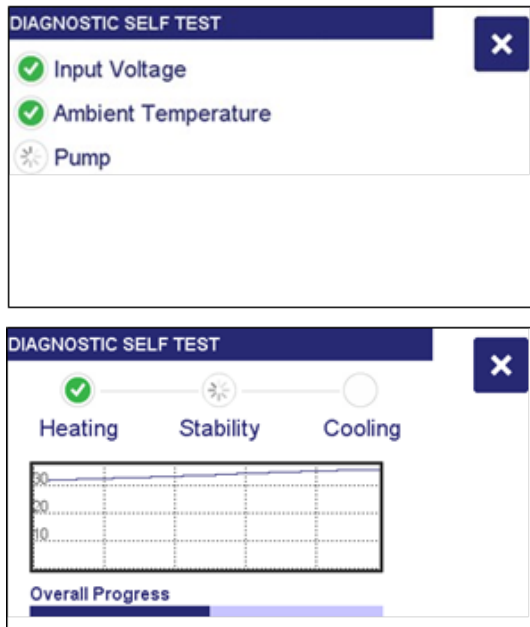 DIAGNOSTIC SELF TEST
Input Voltage
Ambient Temperature
Pump
DIAGNOSTIC SELF TEST
Heating Stability Cooling
30
20
10
Overall Progress